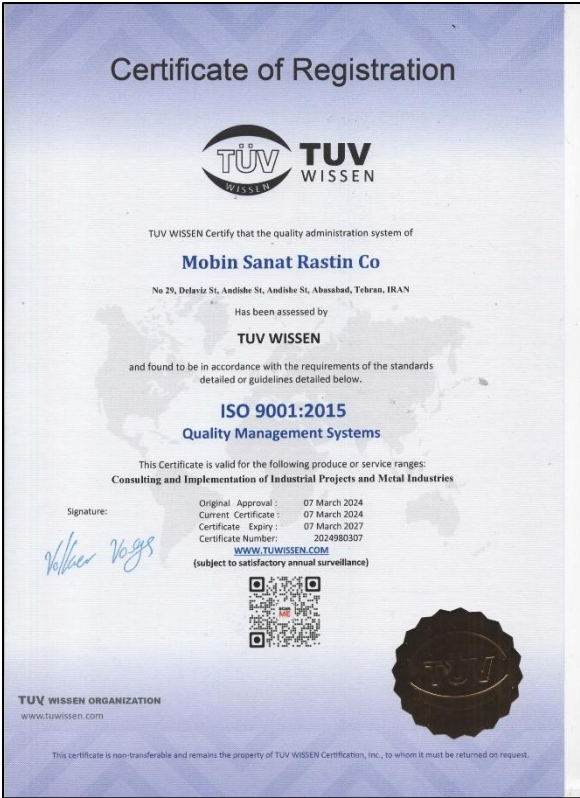 Certificate of Registration
TÜV
WISSEN
TUV
WISSEN
TUV WISSEN Certify that the quality administration system of
Mobin Sanat Rastin Co
No 29, Delaviz St, Andishe St, Andishe St, Abasabad, Tehran, IRAN
Has been assessed by
TUV WISSEN
and found to be in accordance with the requirements of the standards
detailed or guidelines detailed below.
ISO 9001:2015
Quality Management Systems
This Certificate is valid for the following produce or service ranges:
Consulting and Implementation of Industrial Projects and Metal Industries
Signature:
Original Approval : 07 March 2024
Current Certificate : 07 March 2024
Certificate Expiry : 07 March 2027
Certificate Number: 2024980307
WWW.TUWISSEN.COM
(subject to satisfactory annual surveillance)
SCAN
ME
TUV
TUV WISSEN ORGANIZATION
www.tuwissen.com
This certificate is non-transferable and remains the property of TUV WISSEN Certification, Inc., to whom it must be returned on request.